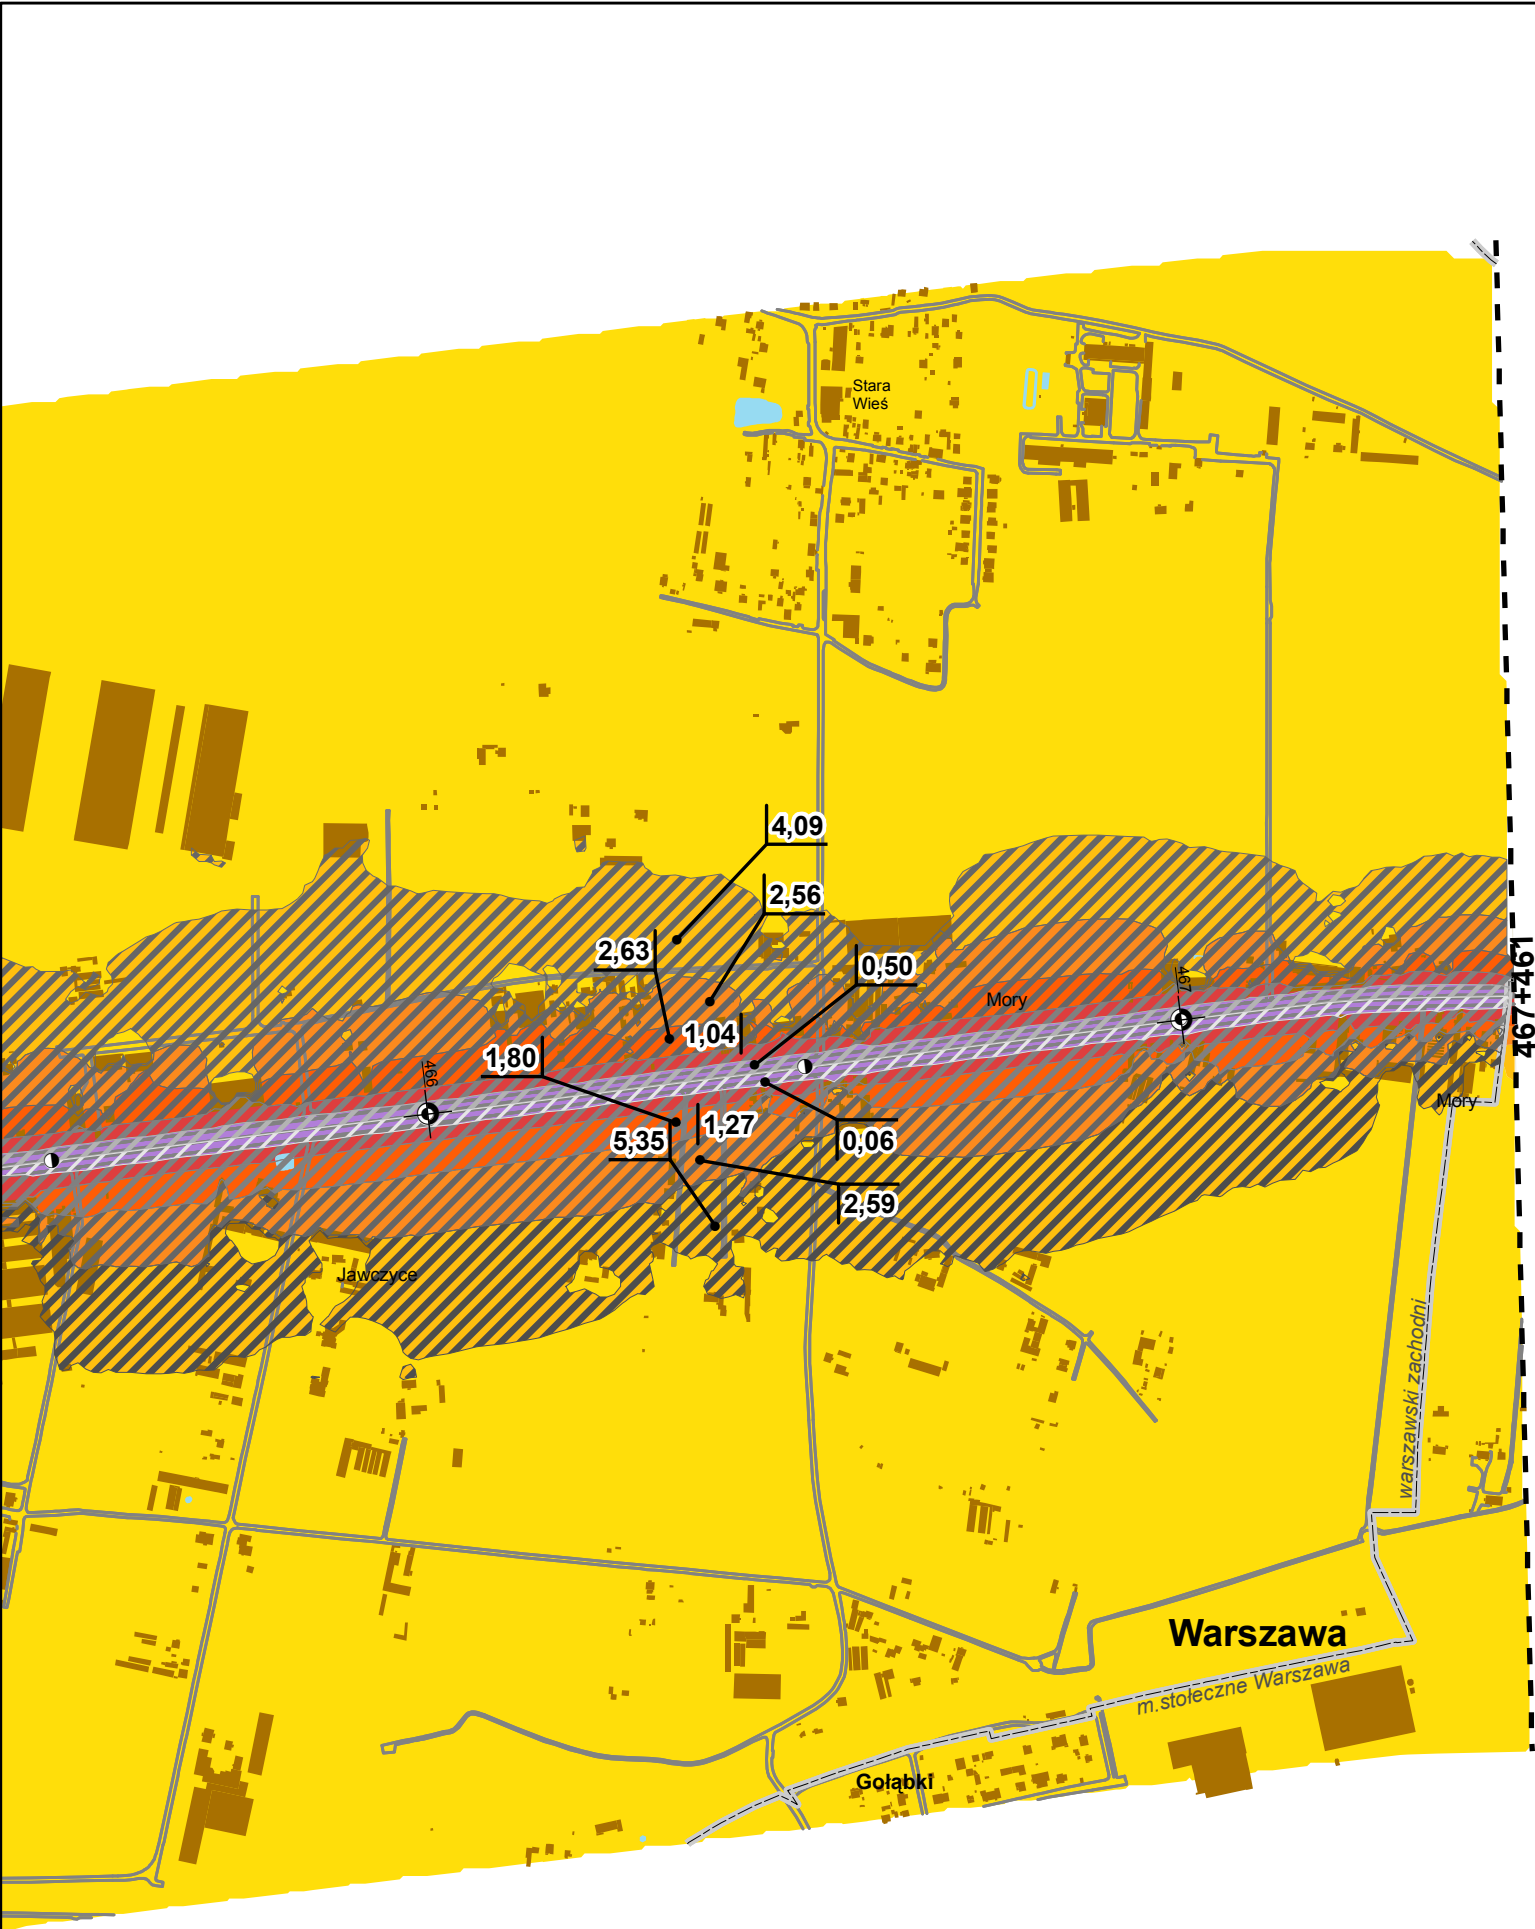 Stara
Wieś
4,09
2,56
2,63
0,50
467+461
467
Mory
1,04
1,80
466
Mory
1,27
5,35
0,06
2,59
Jawczyce
warszawski zachodni
Warszawa
m.stołeczne Warszawa
Gołąbki